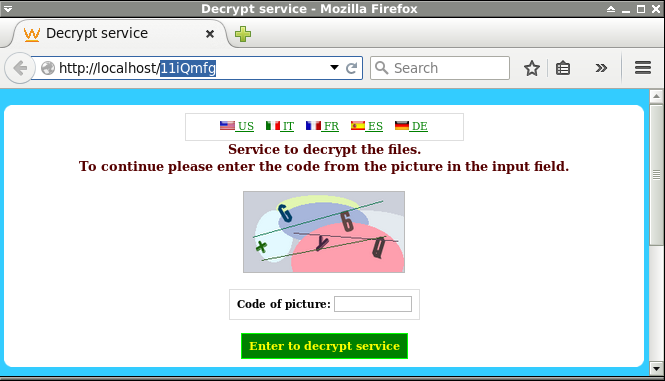 Decrypt service - Mozilla Firefox
Decrypt service
http://localhost/11iQmfg
Search
US IT FR ES DE
Service to decrypt the files.
To continue please enter the code from the picture in the input field.
Code of picture:
Enter to decrypt service